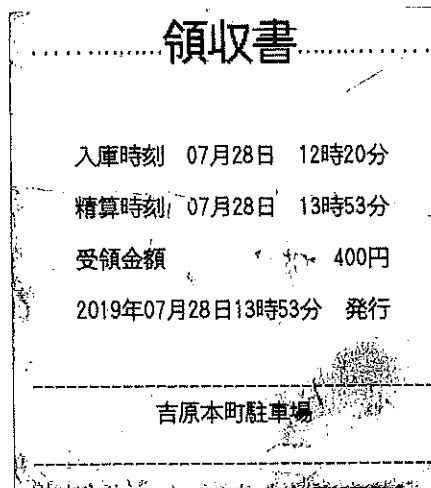 領収書
入庫時刻 07月28日 12時20分
精算時刻 07月28日 13時53分
受領金額 400円
2019年07月28日13時53分 発行
吉原本町駐車場